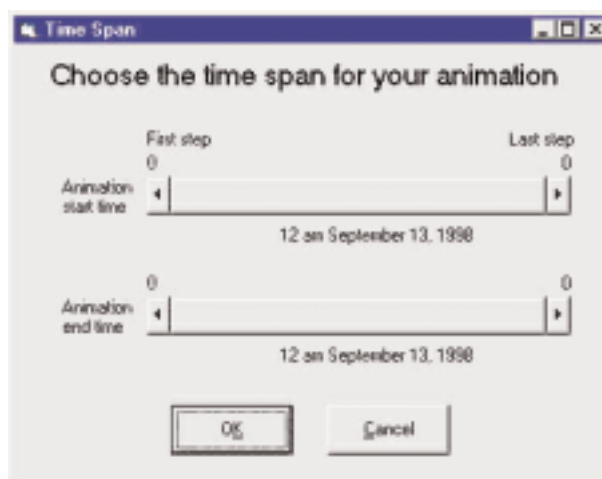 Time Span
Choose the time span for your animation
First step Last step
0 0
Animation
start time
12 am September 13, 1998
0 0
Animation
end time
12 am September 13, 1998
OK Cancel